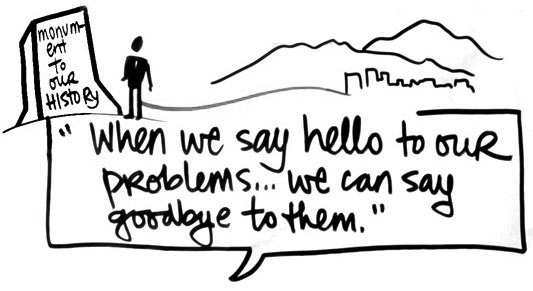 monum-
ent
to
our
History
"When we say hello to our
problems... we can say
goodbye to them."